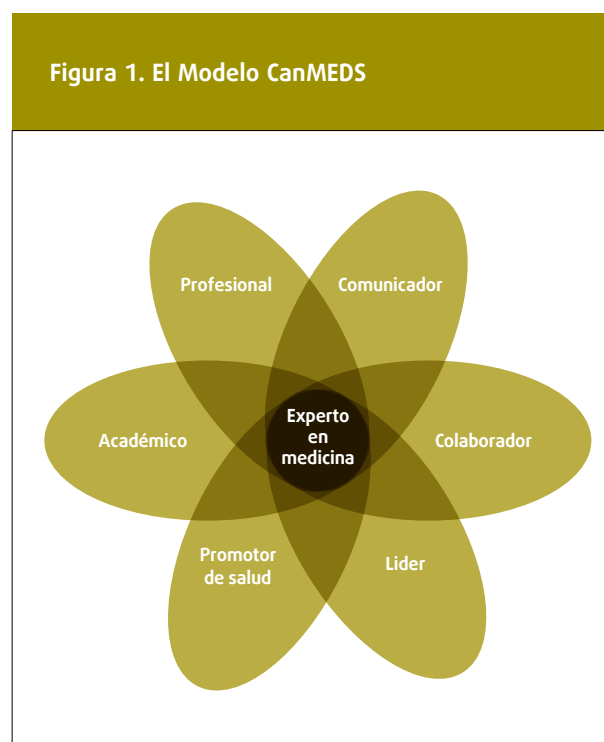 Figura 1. El Modelo CanMEDS
Profesional
Comunicador
Académico
Experto
en
medicina
Colaborador
Promotor
de salud
Lider